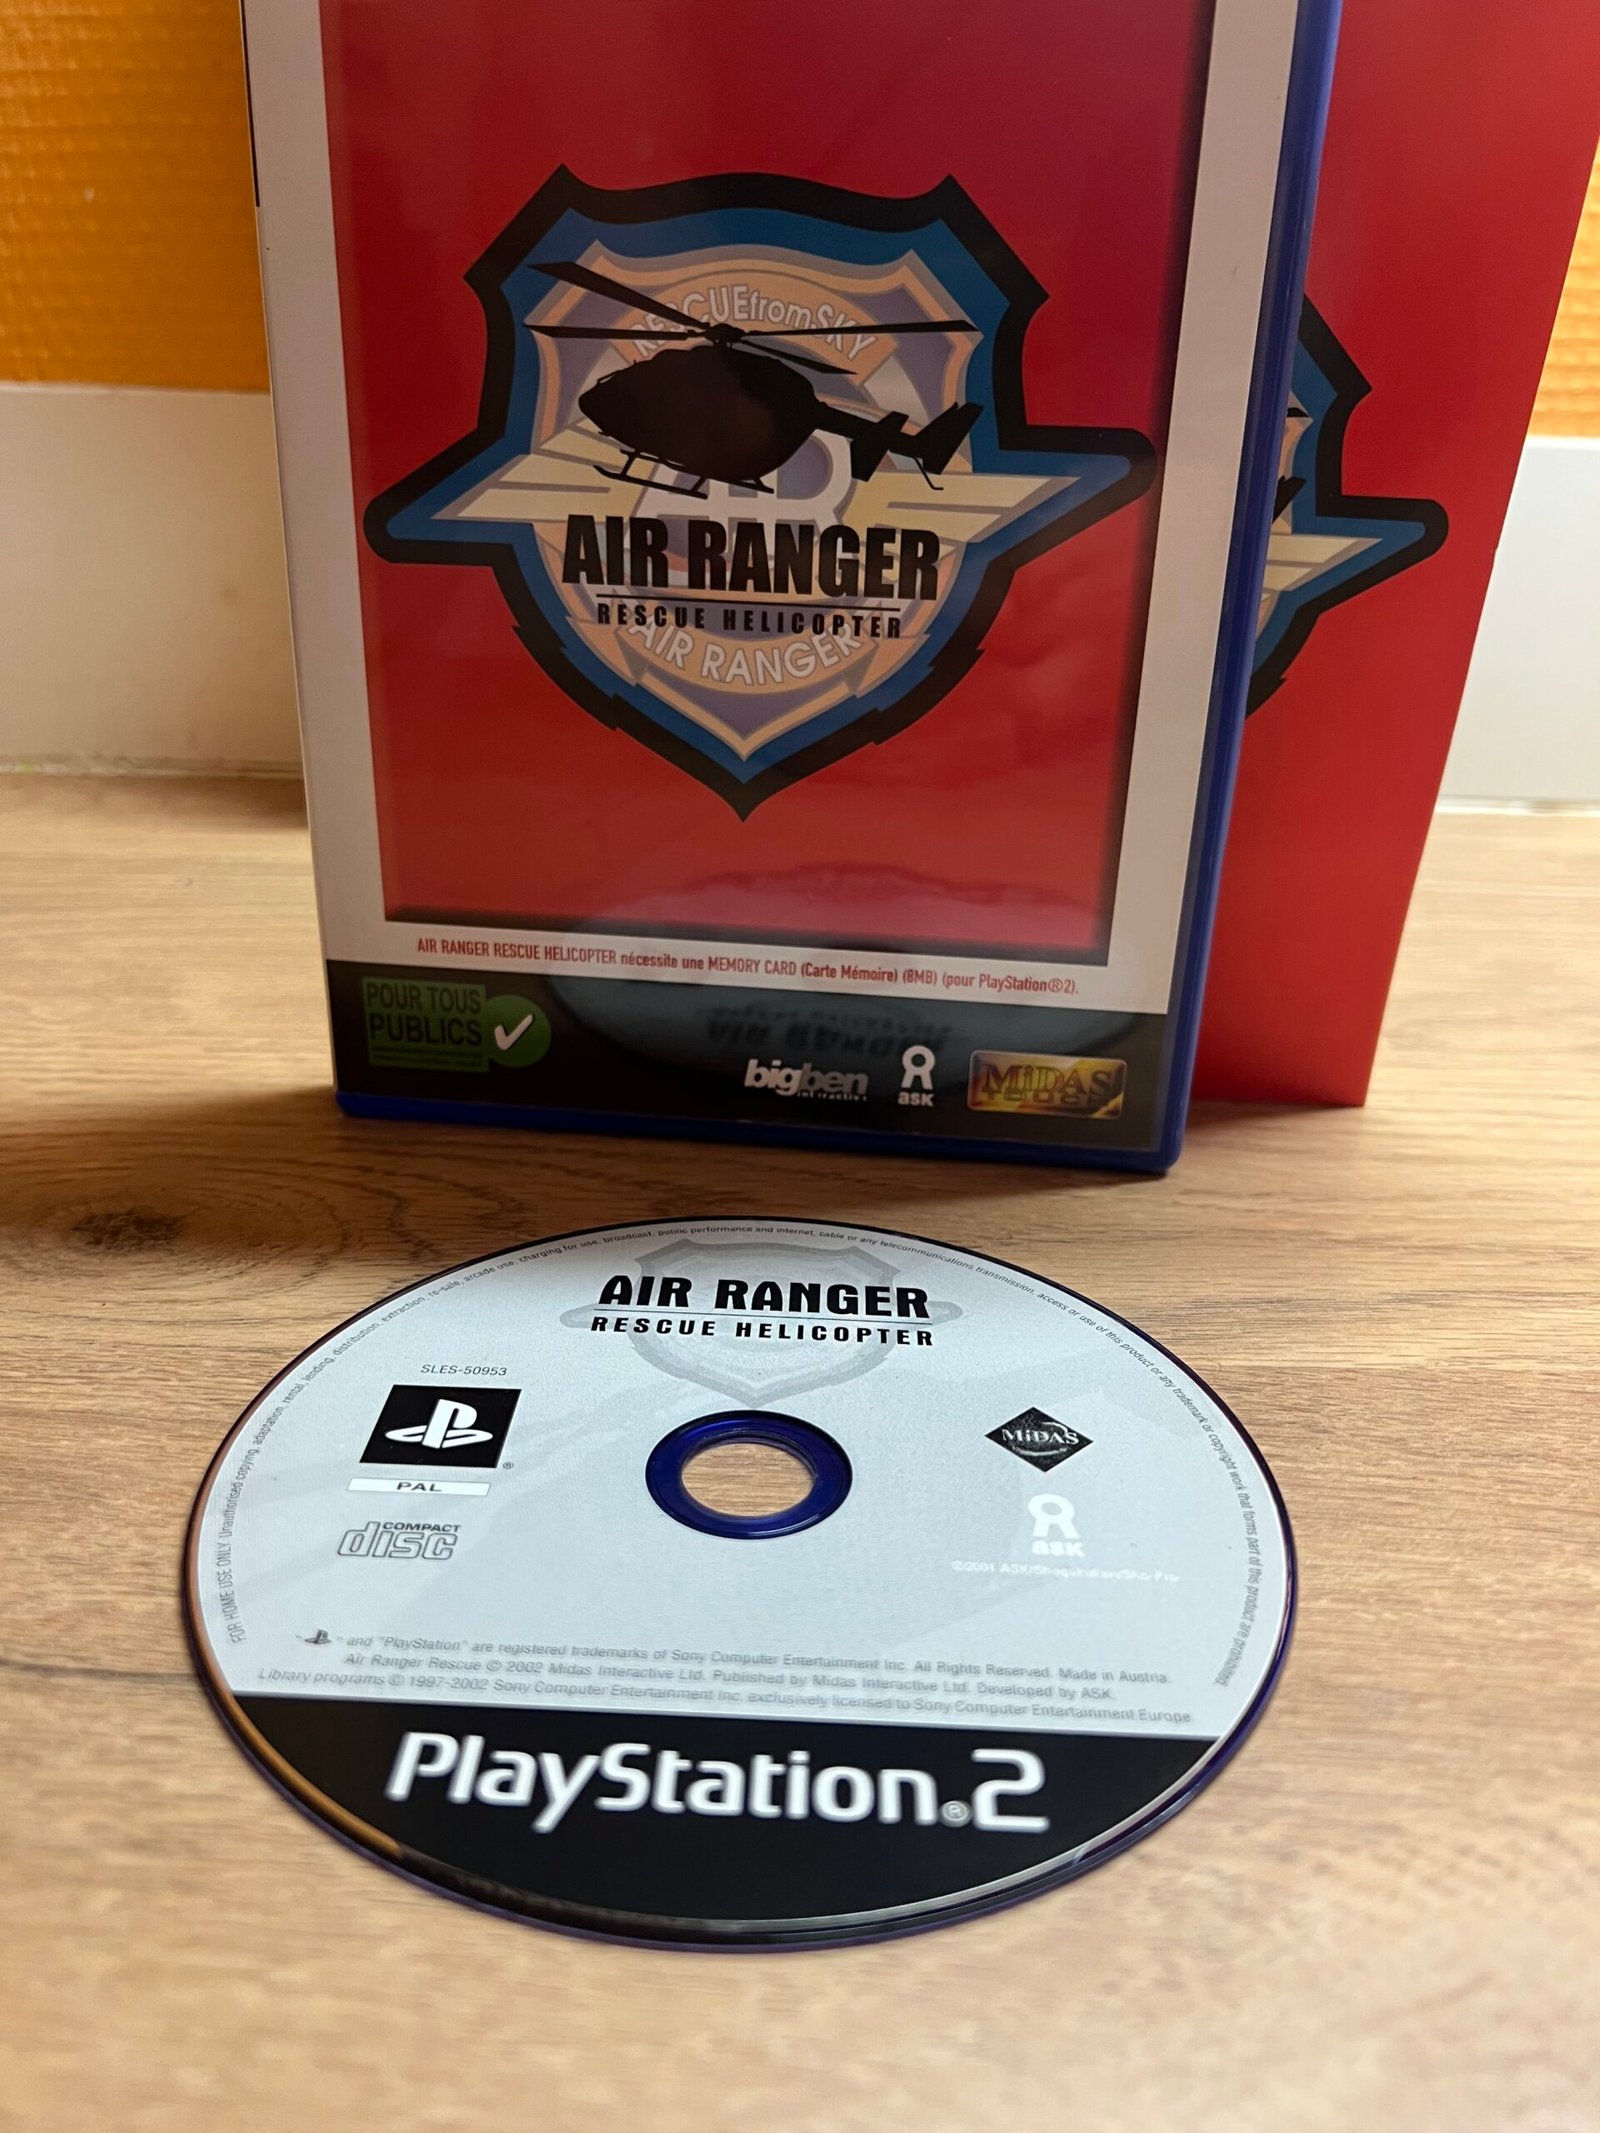 RESCUEfromSKY
AIR RANGER
RESCUE HELICOPTER
AIR RANGER
AIR RANGER RESCUE HELICOPTER nécessite une MEMORY CARD (Carte Mémoire) (8MB) (pour PlayStation®2).
POUR TOUS
PUBLICS
bigben
interactive
ask
MiDAS
TOUCH
FOR HOME USE ONLY. Unauthorised copying, adaptation, rental, lending, distribution, extraction, re-sale, arcade use, charging for use, broadcast, public performance and internet, cable or any telecommunications transmission, access or use of this product or any trademark or copyright work that forms part of this product are prohibited.
AIR RANGER
RESCUE HELICOPTER
SLES-50953
®
PAL
COMPACT
disc
MiDAS
ask
©2001 ASK/Shogakukan/Sho-Pro
" " and "PlayStation" are registered trademarks of Sony Computer Entertainment Inc. All Rights Reserved. Made in Austria.
Air Ranger Rescue © 2002 Midas Interactive Ltd. Published by Midas Interactive Ltd. Developed by ASK.
Library programs © 1997-2002 Sony Computer Entertainment Inc. exclusively licensed to Sony Computer Entertainment Europe.
PlayStation®2